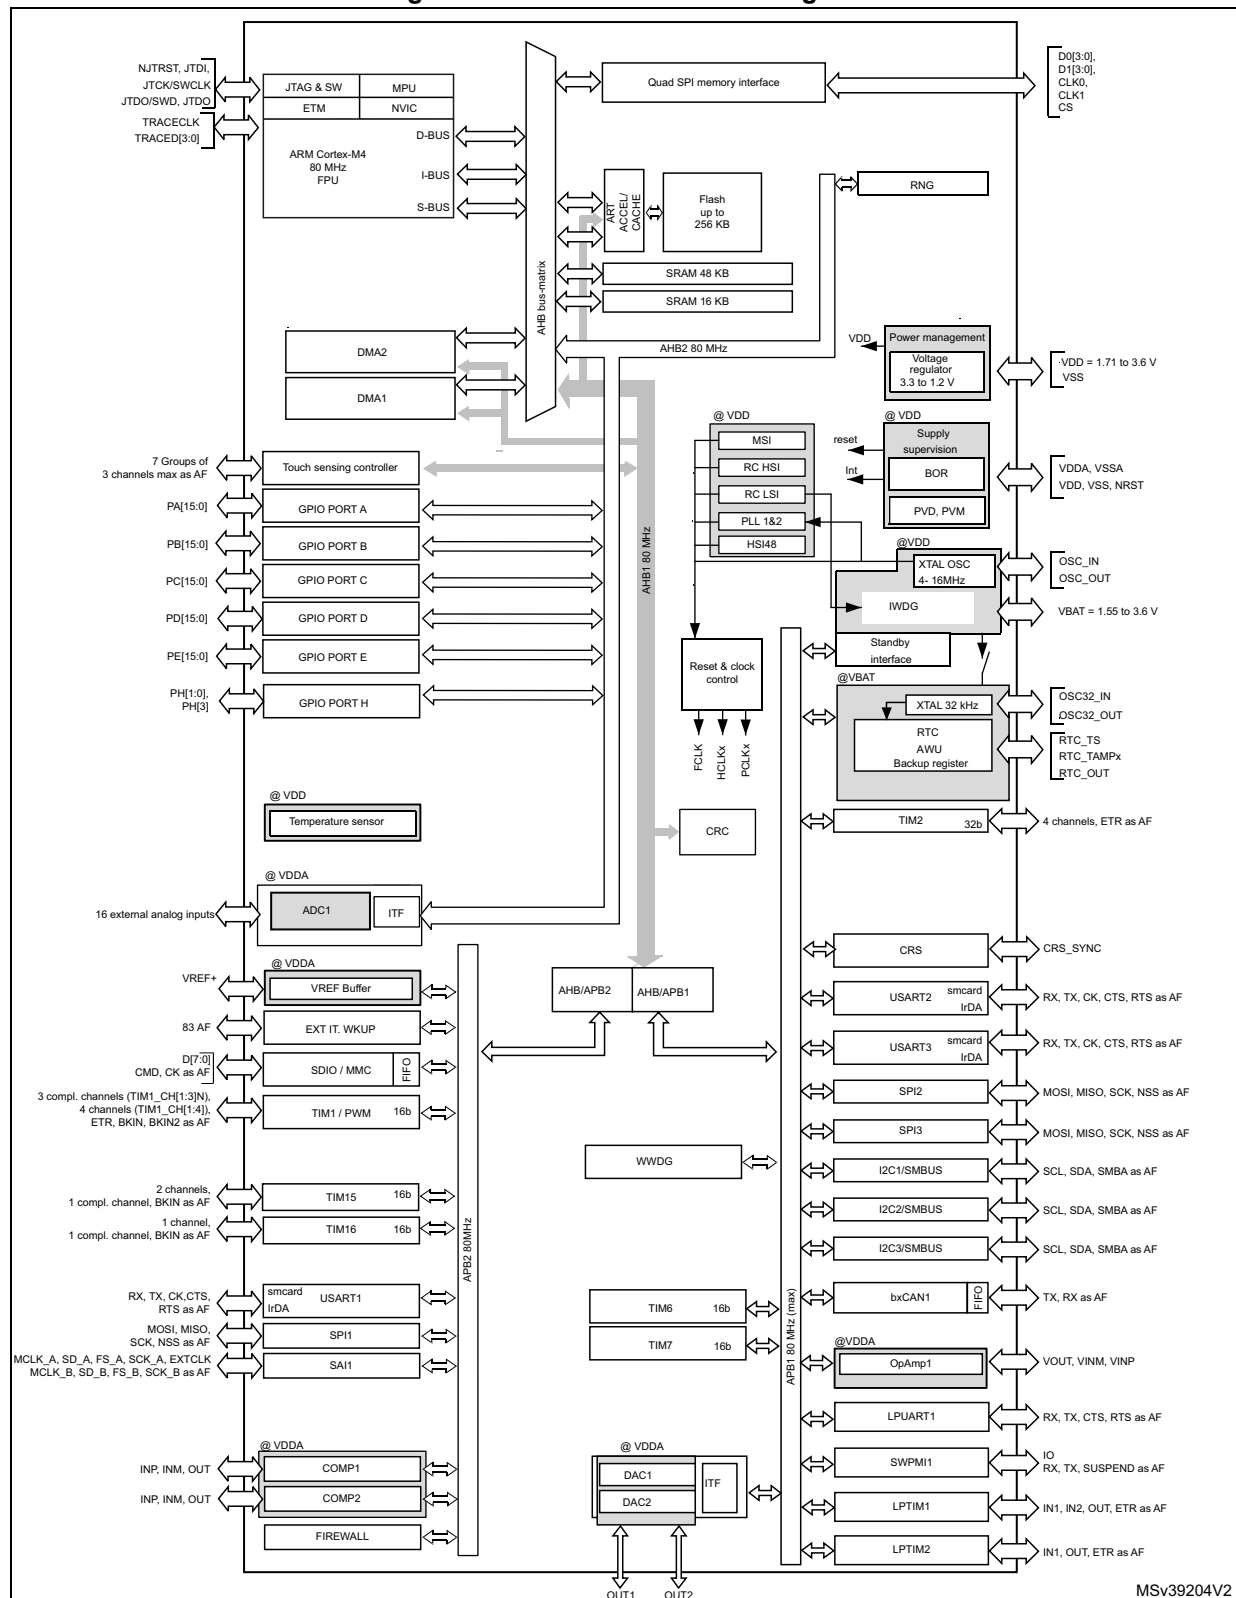 NJTRST, JTDI,
JTCK/SWCLK
JTDO/SWD, JTDO
TRACECLK
TRACED[3:0]
JTAG & SW
MPU
ETM
NVIC
ARM Cortex-M4
80 MHz
FPU
D-BUS
I-BUS
S-BUS
AHB bus-matrix
Quad SPI memory interface
D0[3:0],
D1[3:0],
CLK0,
CLK1
CS
ART
ACCEL/
CACHE
Flash
up to
256 KB
RNG
SRAM 48 KB
SRAM 16 KB
AHB2 80 MHz
DMA2
DMA1
VDD
Power management
Voltage
regulator
3.3 to 1.2 V
VDD = 1.71 to 3.6 V
VSS
@ VDD
MSI
RC HSI
RC LSI
PLL 1&2
HSI48
@ VDD
reset
Int
Supply
supervision
BOR
PVD, PVM
VDDA, VSSA
VDD, VSS, NRST
7 Groups of
3 channels max as AF
Touch sensing controller
PA[15:0]
GPIO PORT A
PB[15:0]
GPIO PORT B
PC[15:0]
GPIO PORT C
PD[15:0]
GPIO PORT D
PE[15:0]
GPIO PORT E
PH[1:0],
PH[3]
GPIO PORT H
AHB1 80 MHz
@VDD
XTAL OSC
4- 16MHz
IWDG
OSC_IN
OSC_OUT
VBAT = 1.55 to 3.6 V
Standby
interface
Reset & clock
control
FCLK
HCLKx
PCLKx
@VBAT
XTAL 32 kHz
RTC
AWU
Backup register
OSC32_IN
OSC32_OUT
RTC_TS
RTC_TAMPx
RTC_OUT
@ VDD
Temperature sensor
CRC
TIM2
32b
4 channels, ETR as AF
@ VDDA
16 external analog inputs
ADC1
ITF
CRS
CRS_SYNC
@ VDDA
VREF+
VREF Buffer
AHB/APB2
AHB/APB1
USART2
smcard
IrDA
RX, TX, CK, CTS, RTS as AF
83 AF
EXT IT. WKUP
USART3
smcard
IrDA
RX, TX, CK, CTS, RTS as AF
D[7:0]
CMD, CK as AF
SDIO / MMC
FIFO
3 compl. channels (TIM1_CH[1:3]N),
4 channels (TIM1_CH[1:4]),
ETR, BKIN, BKIN2 as AF
TIM1 / PWM
16b
SPI2
MOSI, MISO, SCK, NSS as AF
SPI3
MOSI, MISO, SCK, NSS as AF
WWDG
I2C1/SMBUS
SCL, SDA, SMBA as AF
2 channels,
1 compl. channel, BKIN as AF
TIM15
16b
I2C2/SMBUS
SCL, SDA, SMBA as AF
1 channel,
1 compl. channel, BKIN as AF
TIM16
16b
I2C3/SMBUS
SCL, SDA, SMBA as AF
APB2 80MHz
APB1 80 MHz (max)
RX, TX, CK,CTS,
RTS as AF
smcard
IrDA
USART1
TIM6
16b
bxCAN1
FIFO
TX, RX as AF
MOSI, MISO,
SCK, NSS as AF
SPI1
TIM7
16b
MCLK_A, SD_A, FS_A, SCK_A, EXTCLK
MCLK_B, SD_B, FS_B, SCK_B as AF
SAI1
@VDDA
OpAmp1
VOUT, VINM, VINP
LPUART1
RX, TX, CTS, RTS as AF
@ VDDA
INP, INM, OUT
COMP1
INP, INM, OUT
COMP2
FIREWALL
@ VDDA
DAC1
DAC2
ITF
OUT1
OUT2
SWPMI1
IO
RX, TX, SUSPEND as AF
LPTIM1
IN1, IN2, OUT, ETR as AF
LPTIM2
IN1, OUT, ETR as AF
MSv39204V2